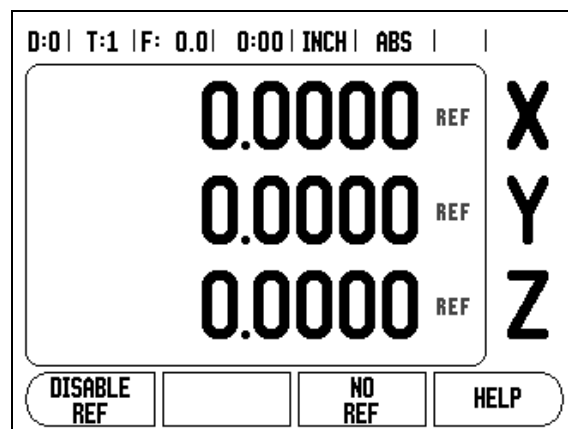 D:0| T:1 |F: 0.0| 0:00| INCH| ABS | |
0.0000 REF X
0.0000 REF Y
0.0000 REF Z
DISABLE REF
NO REF
HELP